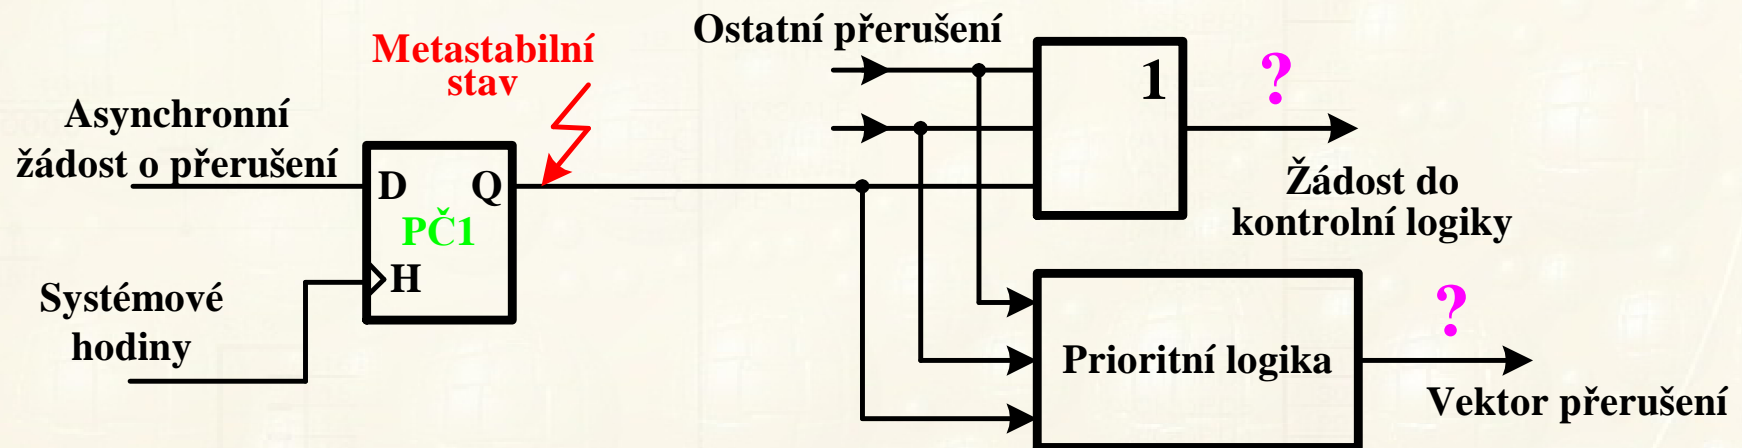 Ostatní přerušení
Metastabilní
stav
1
?
Asynchronní
žádost o přerušení
D
Q
PČ1
H
Žádost do
kontrolní logiky
Systémové
hodiny
?
Prioritní logika
Vektor přerušení